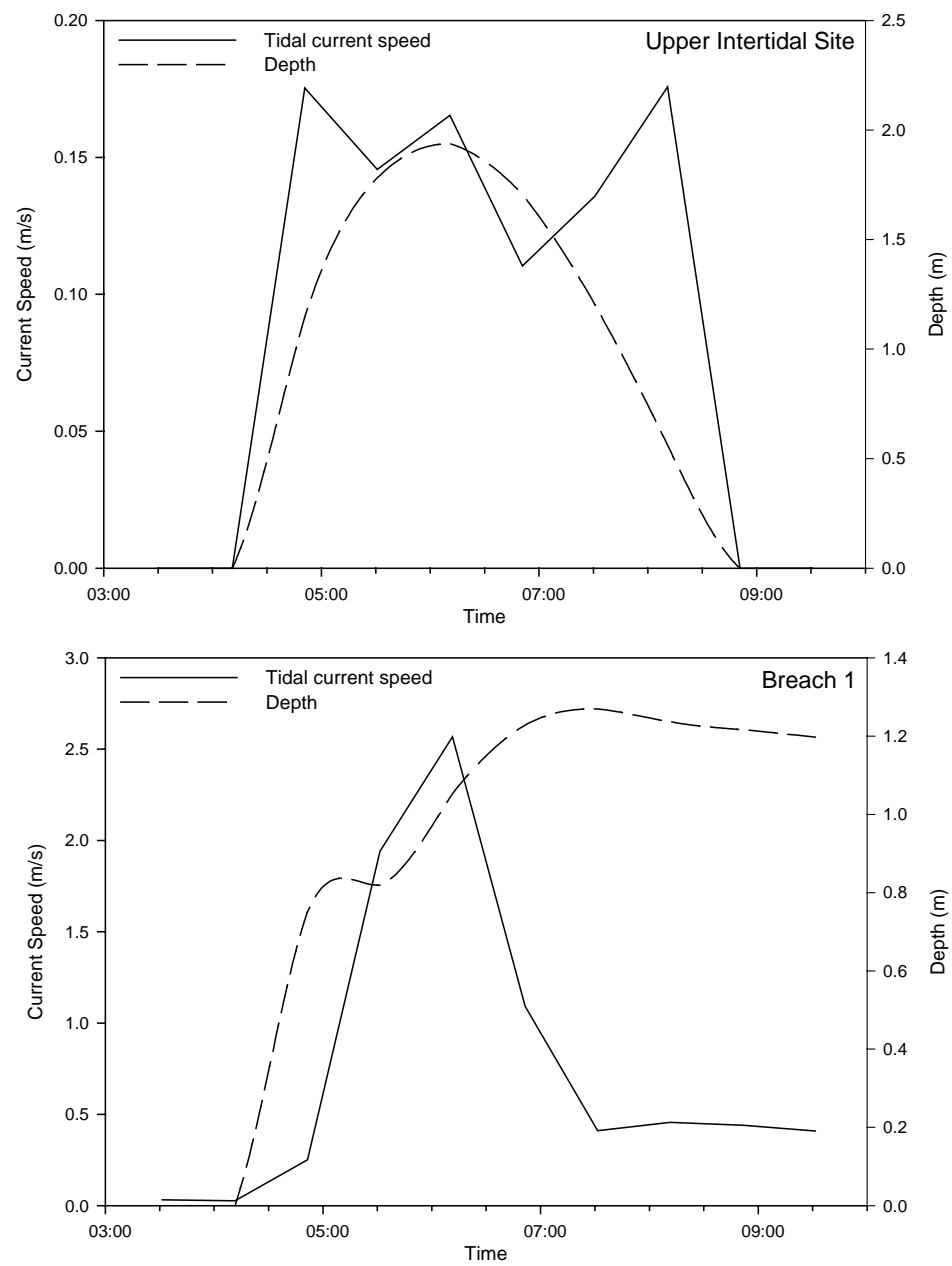 0.20
0.15
0.10
0.05
0.00
Current Speed (m/s)
Tidal current speed
Depth
Upper Intertidal Site
2.5
2.0
1.5
1.0
0.5
0.0
Depth (m)
03:00
05:00
07:00
09:00
Time
3.0
2.5
2.0
1.5
1.0
0.5
0.0
Current Speed (m/s)
Tidal current speed
Depth
Breach 1
1.4
1.2
1.0
0.8
0.6
0.4
0.2
0.0
Depth (m)
03:00
05:00
07:00
09:00
Time